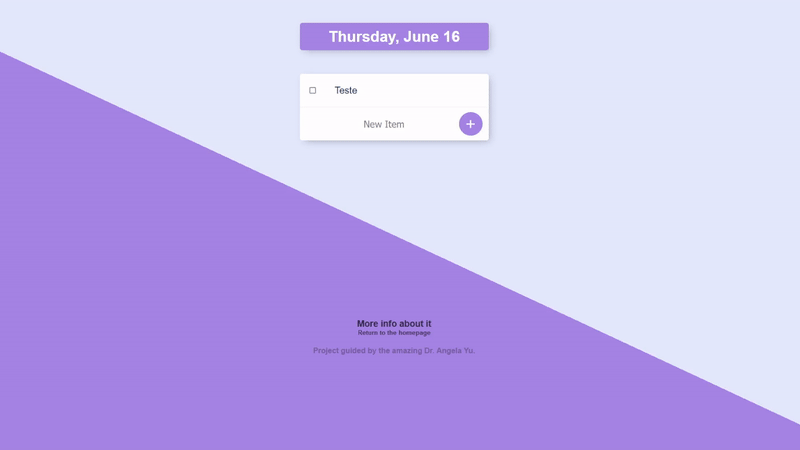 Thursday, June 16
Teste
New Item
More info about it
Return to the homepage
Project guided by the amazing Dr. Angela Yu.